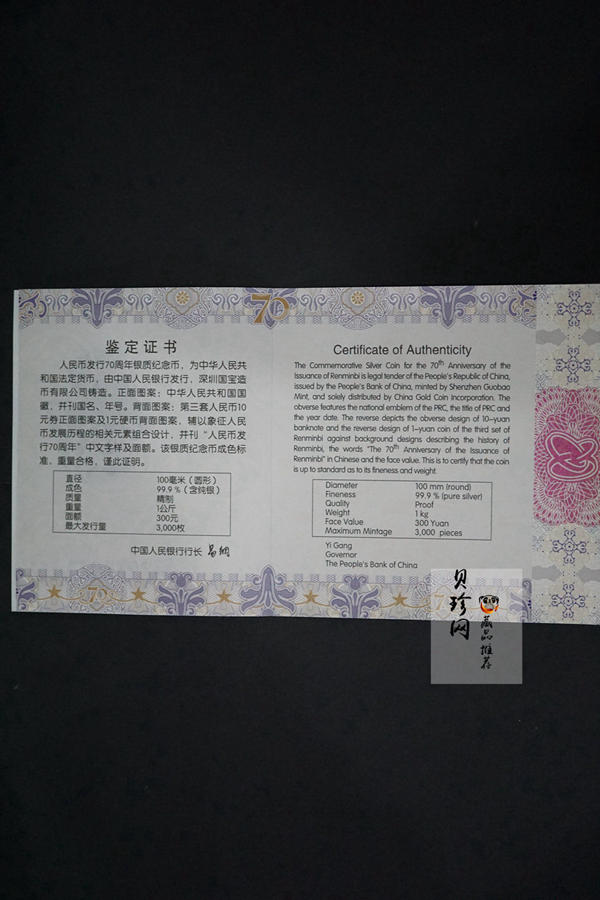 70
鉴定证书
人民币发行70周年银质纪念币，为中华人民共
和国法定货币，由中国人民银行发行，深圳国宝造
币有限公司铸造。正面图案：中华人民共和国国
徽，并刊国名、年号。背面图案：第三套人民币10
元券正面图案及1元硬币背面图案，辅以象征人民
币发展历程的相关元素组合设计，并刊“人民币发
行70周年”中文字样及面额。该银质纪念币成色标
准，重量合格，谨此证明。
直径 100毫米（圆形）
成色 99.9 %（含纯银）
质量 精制
重量 1公斤
面额 300元
最大发行量 3,000枚
中国人民银行行长 易纲
70
Certificate of Authenticity
The Commemorative Silver Coin for the 70th Anniversary of the
Issuance of Renminbi is legal tender of the People's Republic of China,
issued by the People's Bank of China, minted by Shenzhen Guobao
Mint, and solely distributed by China Gold Coin Incorporation. The
obverse features the national emblem of the PRC, the title of PRC and
the year date. The reverse depicts the obverse design of 10-yuan
banknote and the reverse design of 1-yuan coin of the third set of
Renminbi against background designs describing the history of
Renminbi, the words "The 70th Anniversary of the Issuance of
Renminbi" in Chinese and the face value. This is to certify that the coin
is up to standard as to its fineness and weight.
Diameter 100 mm (round)
Fineness 99.9 % (pure silver)
Quality Proof
Weight 1 kg
Face Value 300 Yuan
Maximum Mintage 3,000 pieces
Yi Gang
Governor
The People's Bank of China
贝珍网
藏品推荐